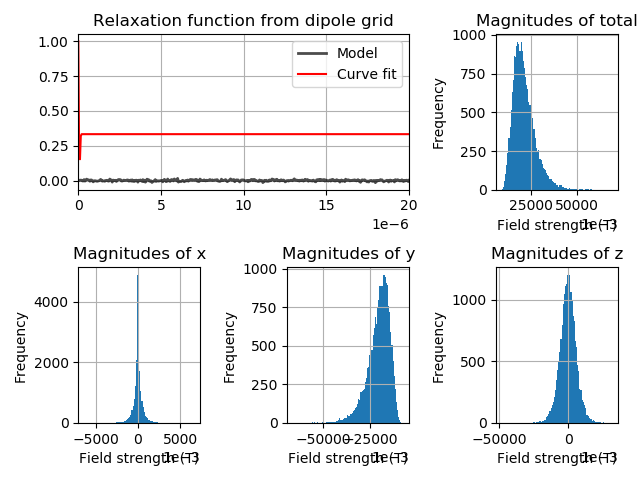 Relaxation function from dipole grid
1.00
0.75
0.50
0.25
0.00
Model
Curve fit
0 5 10 15 20
1e-6
Magnitudes of total
Frequency
1000
750
500
250
0
25000 50000
Field strength (T)
1e-3
Magnitudes of x
Frequency
4000
2000
0
−5000 0 5000
Field strength (T)
1e-3
Magnitudes of y
Frequency
1000
750
500
250
0
−50000 −25000
Field strength (T)
1e-3
Magnitudes of z
Frequency
1000
500
0
−50000 0
Field strength (T)
1e-3